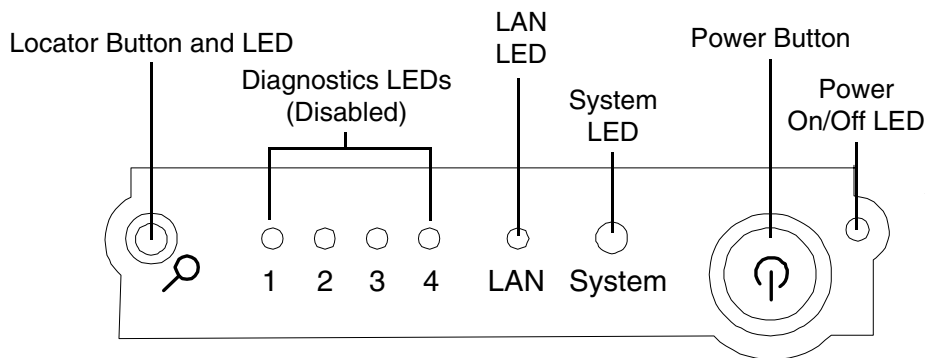 Locator Button and LED
Diagnostics LEDs
(Disabled)
LAN
LED
System
LED
Power Button
Power
On/Off LED
1 2 3 4 LAN System